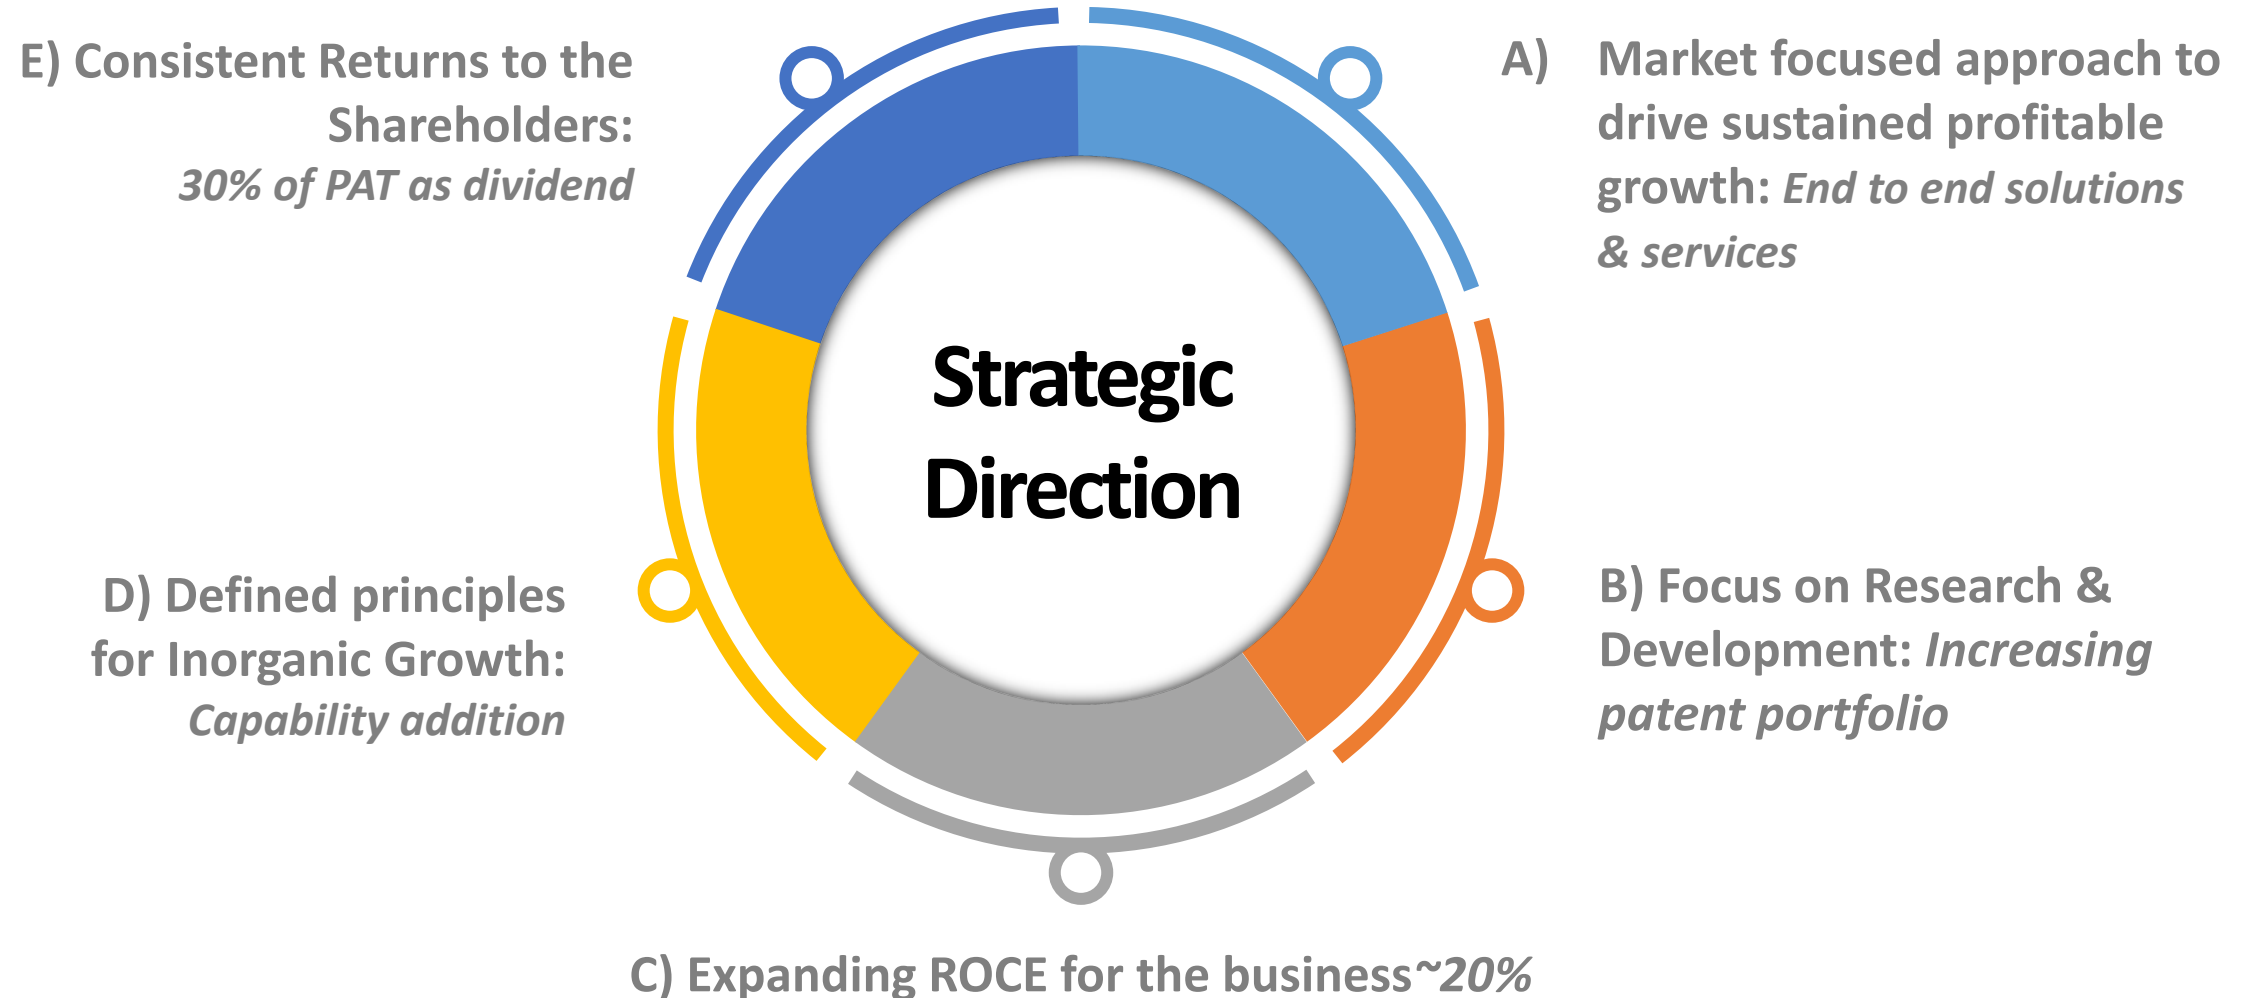 E) Consistent Returns to the
Shareholders:
30% of PAT as dividend
A) Market focused approach to
drive sustained profitable
growth: End to end solutions
& services
Strategic
Direction
D) Defined principles
for Inorganic Growth:
Capability addition
B) Focus on Research &
Development: Increasing
patent portfolio
C) Expanding ROCE for the business~20%